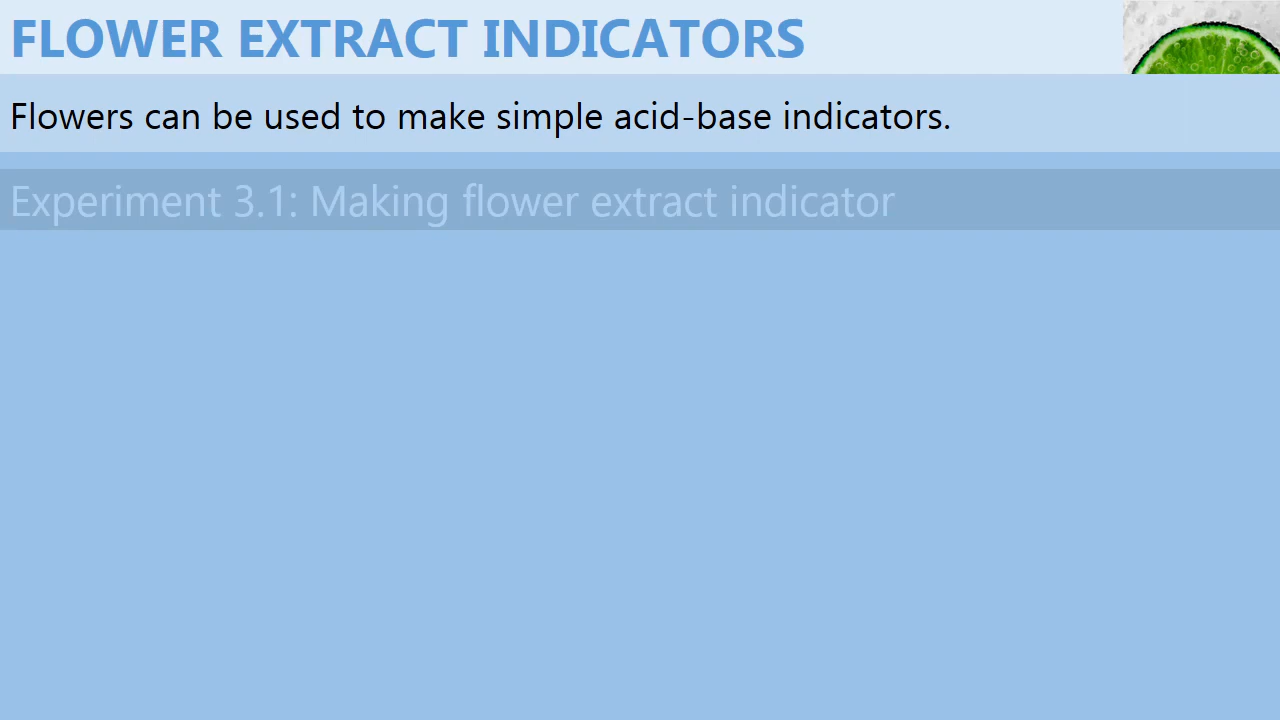 FLOWER EXTRACT INDICATORS
Flowers can be used to make simple acid-base indicators.
Experiment 3.1: Making flower extract indicator